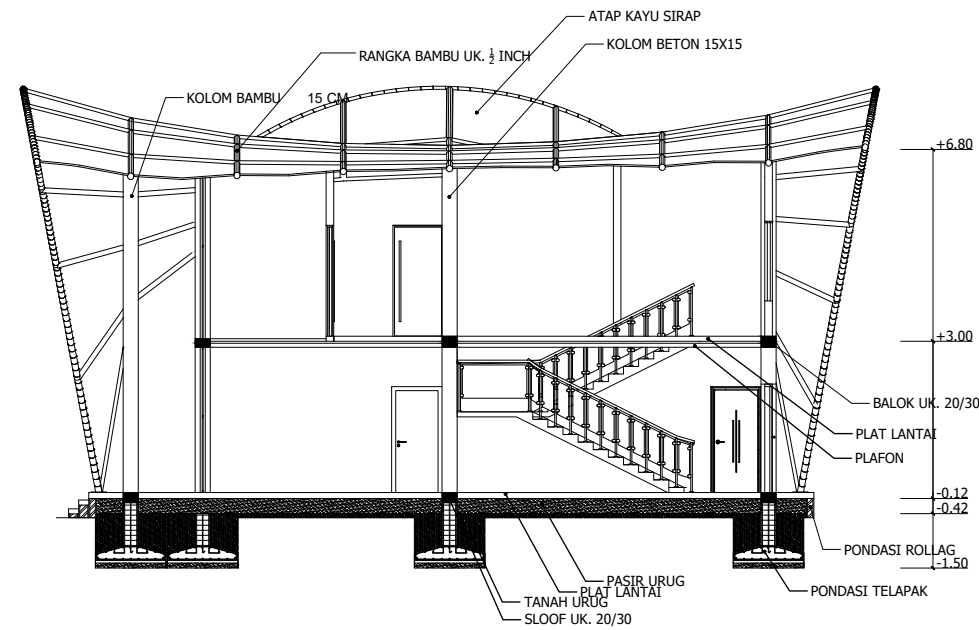 ATAP KAYU SIRAP
KOLOM BETON 15X15
RANGKA BAMBU UK. ½ INCH
KOLOM BAMBU 15 CM
+6.80
+3.00
BALOK UK. 20/30
PLAT LANTAI
PLAFON
-0.12
-0.42
PONDASI ROLLAG
-1.50
PASIR URUG
PLAT LANTAI
PONDASI TELAPAK
TANAH URUG
SLOOF UK. 20/30